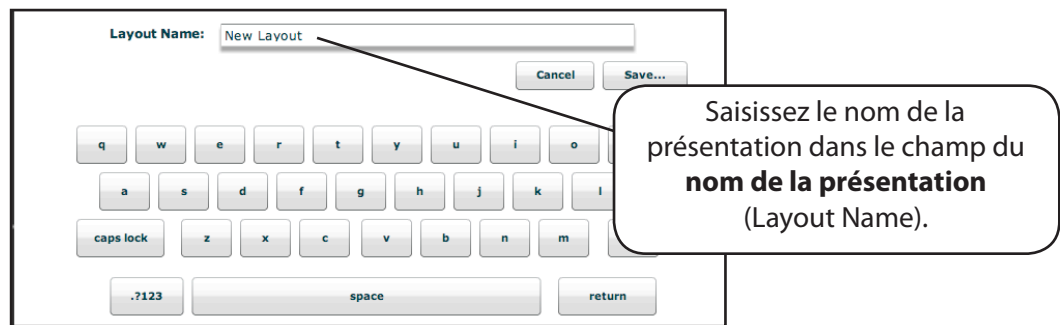 Layout Name: New Layout
Cancel Save...
q w e r t y u i o
a s d f g h j k l
caps lock z x c v b n m
.?123 space return
Saisissez le nom de la
présentation dans le champ du
nom de la présentation
(Layout Name).